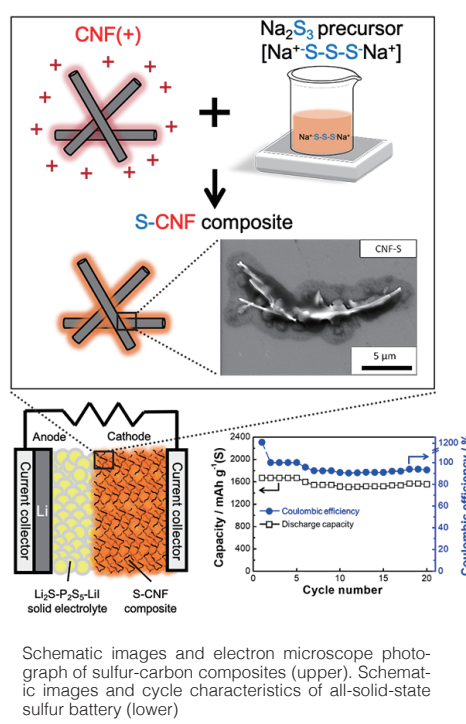 CNF(+)
Na₂S₃ precursor
[Na⁺⁻S-S-S⁻Na⁺]
+ + + + + + + + + + + +
+
Na⁺⁻S-S-S⁻Na⁺
S-CNF composite
CNF-S
5 μm
Anode
Cathode
Current collector
Li
Current collector
Li₂S-P₂S₅-LiI
solid electrolyte
S-CNF
composite
Capacity / mAh g⁻¹(S)
2400
2000
1600
1200
800
400
0
Coulombic efficiency
Discharge capacity
0 5 10 15 20
Cycle number
1200
100
80
60
40
20
0
Coulombic efficiency / %
Schematic images and electron microscope photo-
graph of sulfur-carbon composites (upper). Schemat-
ic images and cycle characteristics of all-solid-state
sulfur battery (lower)